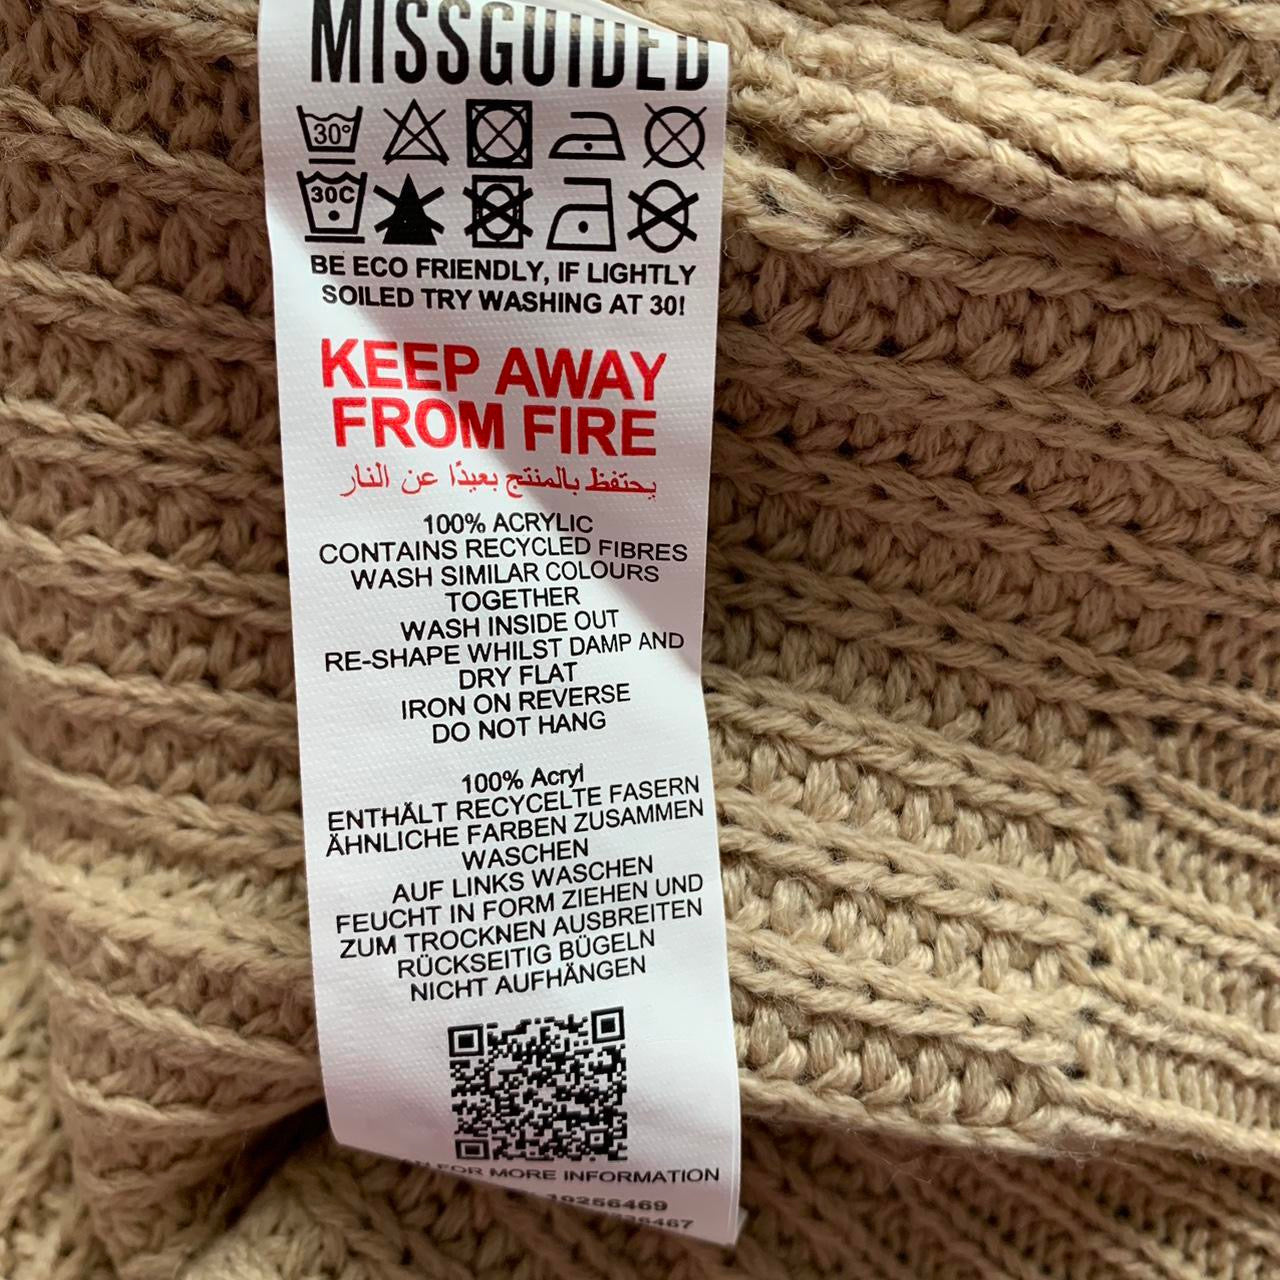 MISSGUIDED
30°
30C
BE ECO FRIENDLY, IF LIGHTLY
SOILED TRY WASHING AT 30!
KEEP AWAY
FROM FIRE
يحتفظ بالمنتج بعيدًا عن النار
100% ACRYLIC
CONTAINS RECYCLED FIBRES
WASH SIMILAR COLOURS
TOGETHER
WASH INSIDE OUT
RE-SHAPE WHILST DAMP AND
DRY FLAT
IRON ON REVERSE
DO NOT HANG
100% Acryl
ENTHÄLT RECYCELTE FASERN
ÄHNLICHE FARBEN ZUSAMMEN
WASCHEN
AUF LINKS WASCHEN
FEUCHT IN FORM ZIEHEN UND
ZUM TROCKNEN AUSBREITEN
RÜCKSEITIG BÜGELN
NICHT AUFHÄNGEN
FOR MORE INFORMATION
10256469